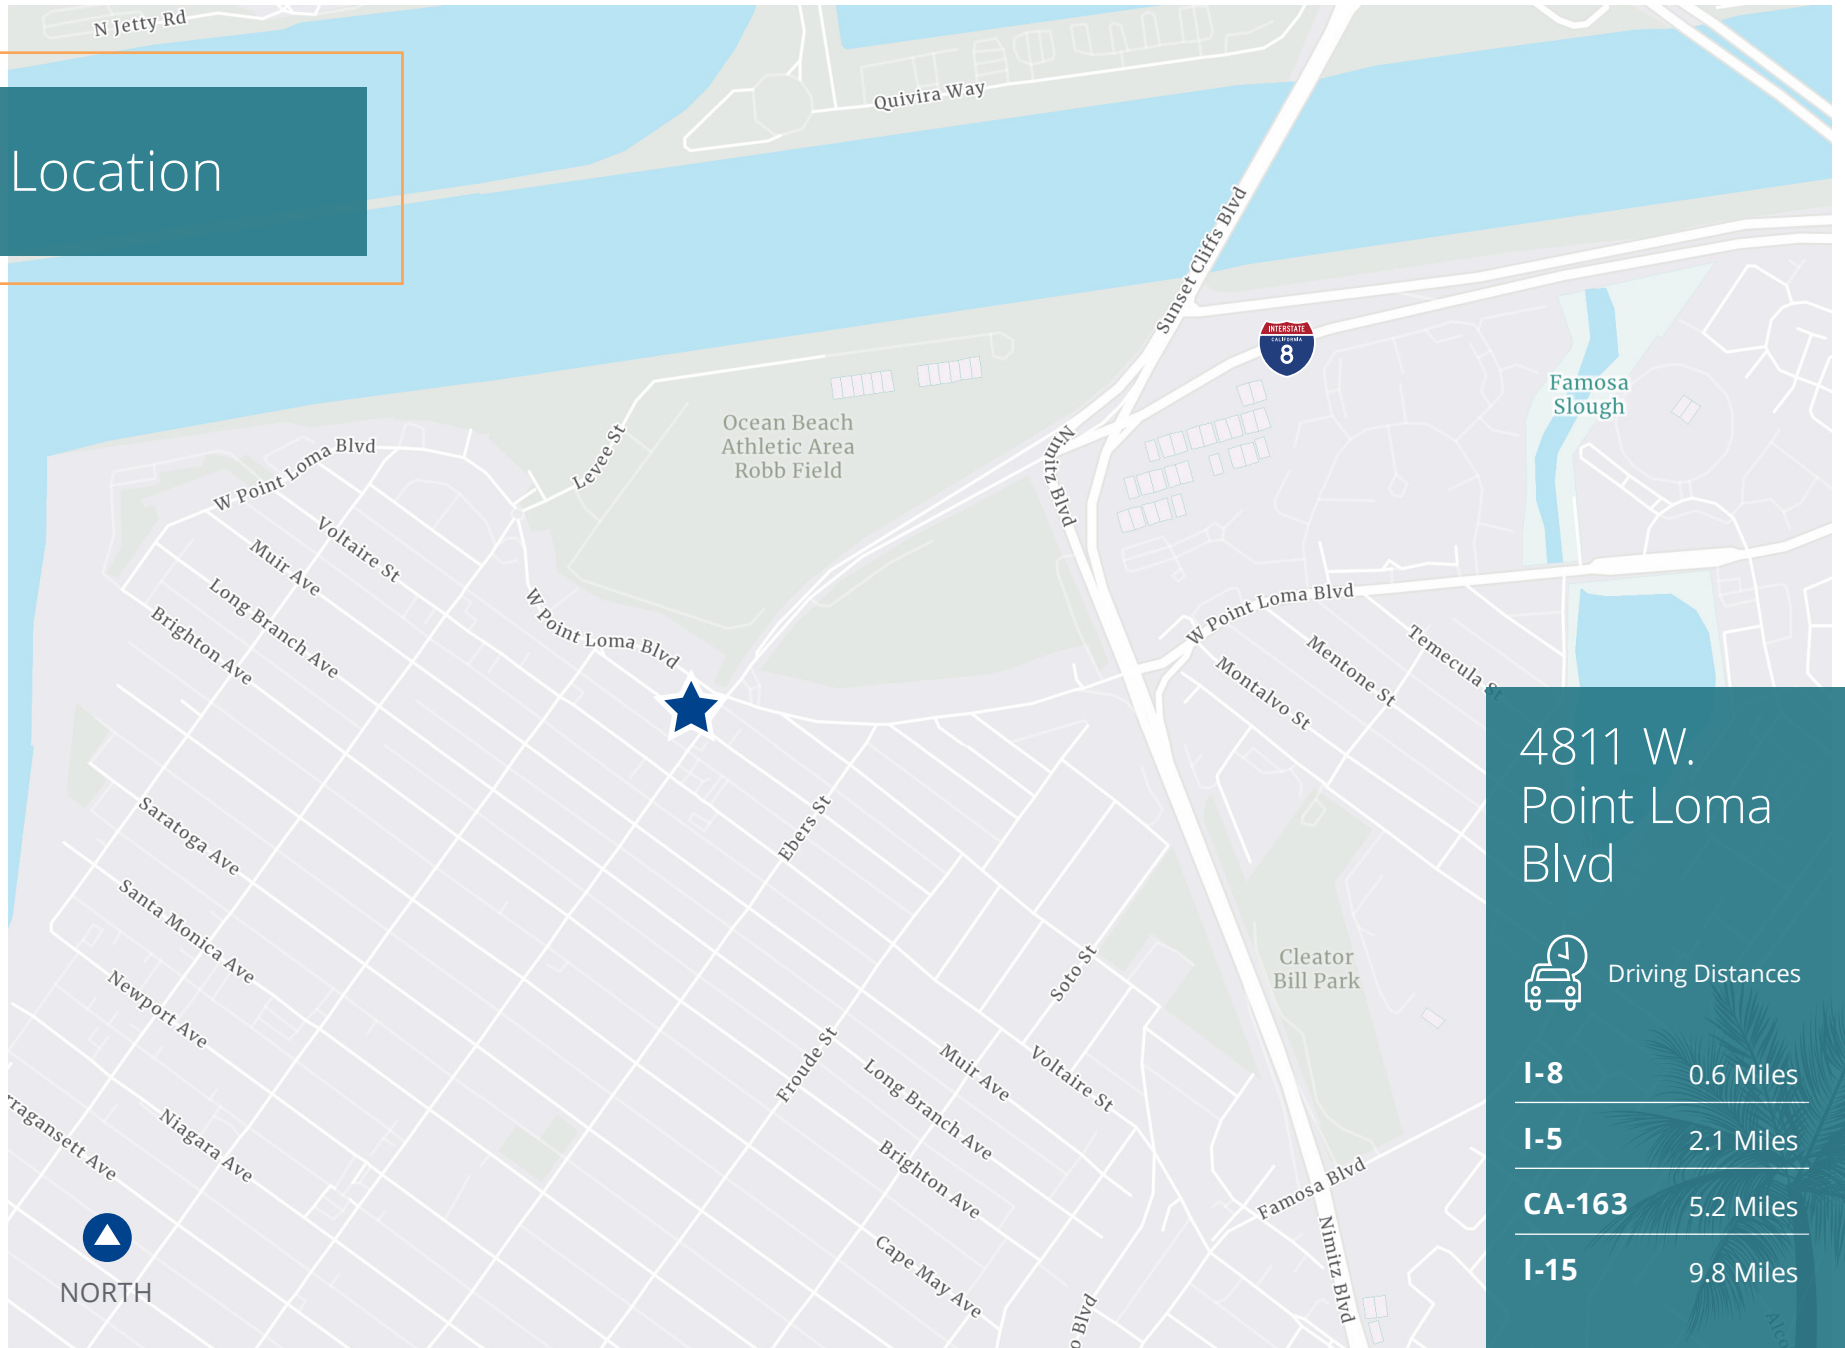 N Jetty Rd
Location
Quivira Way
Sunset Cliffs Blvd
INTERSTATE
CALIFORNIA
8
Famosa
Slough
Ocean Beach
Athletic Area
Robb Field
Levee St
Nimitz Blvd
W Point Loma Blvd
Voltaire St
Muir Ave
Long Branch Ave
Brighton Ave
W Point Loma Blvd
W Point Loma Blvd
Mentone St
Temecula St
Montalvo St
Ebers St
Saratoga Ave
Santa Monica Ave
Newport Ave
Niagara Ave
rragansett Ave
Soto St
Cleator
Bill Park
Froude St
Muir Ave
Voltaire St
Long Branch Ave
Brighton Ave
Cape May Ave
Famosa Blvd
Nimitz Blvd
o Blvd
NORTH
4811 W.
Point Loma
Blvd
Driving Distances
I-8 0.6 Miles
I-5 2.1 Miles
CA-163 5.2 Miles
I-15 9.8 Miles